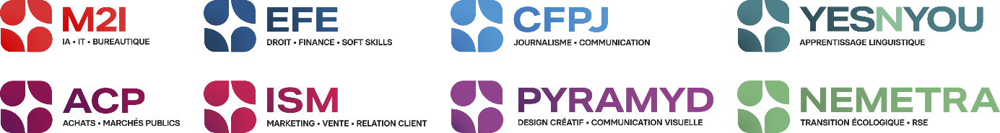 M2I
IA • IT • BUREAUTIQUE
EFE
DROIT • FINANCE • SOFT SKILLS
CFPJ
JOURNALISME • COMMUNICATION
YESNYOU
APPRENTISSAGE LINGUISTIQUE
ACP
ACHATS • MARCHÉS PUBLICS
ISM
MARKETING • VENTE • RELATION CLIENT
PYRAMYD
DESIGN CRÉATIF • COMMUNICATION VISUELLE
NEMETRA
TRANSITION ÉCOLOGIQUE • RSE